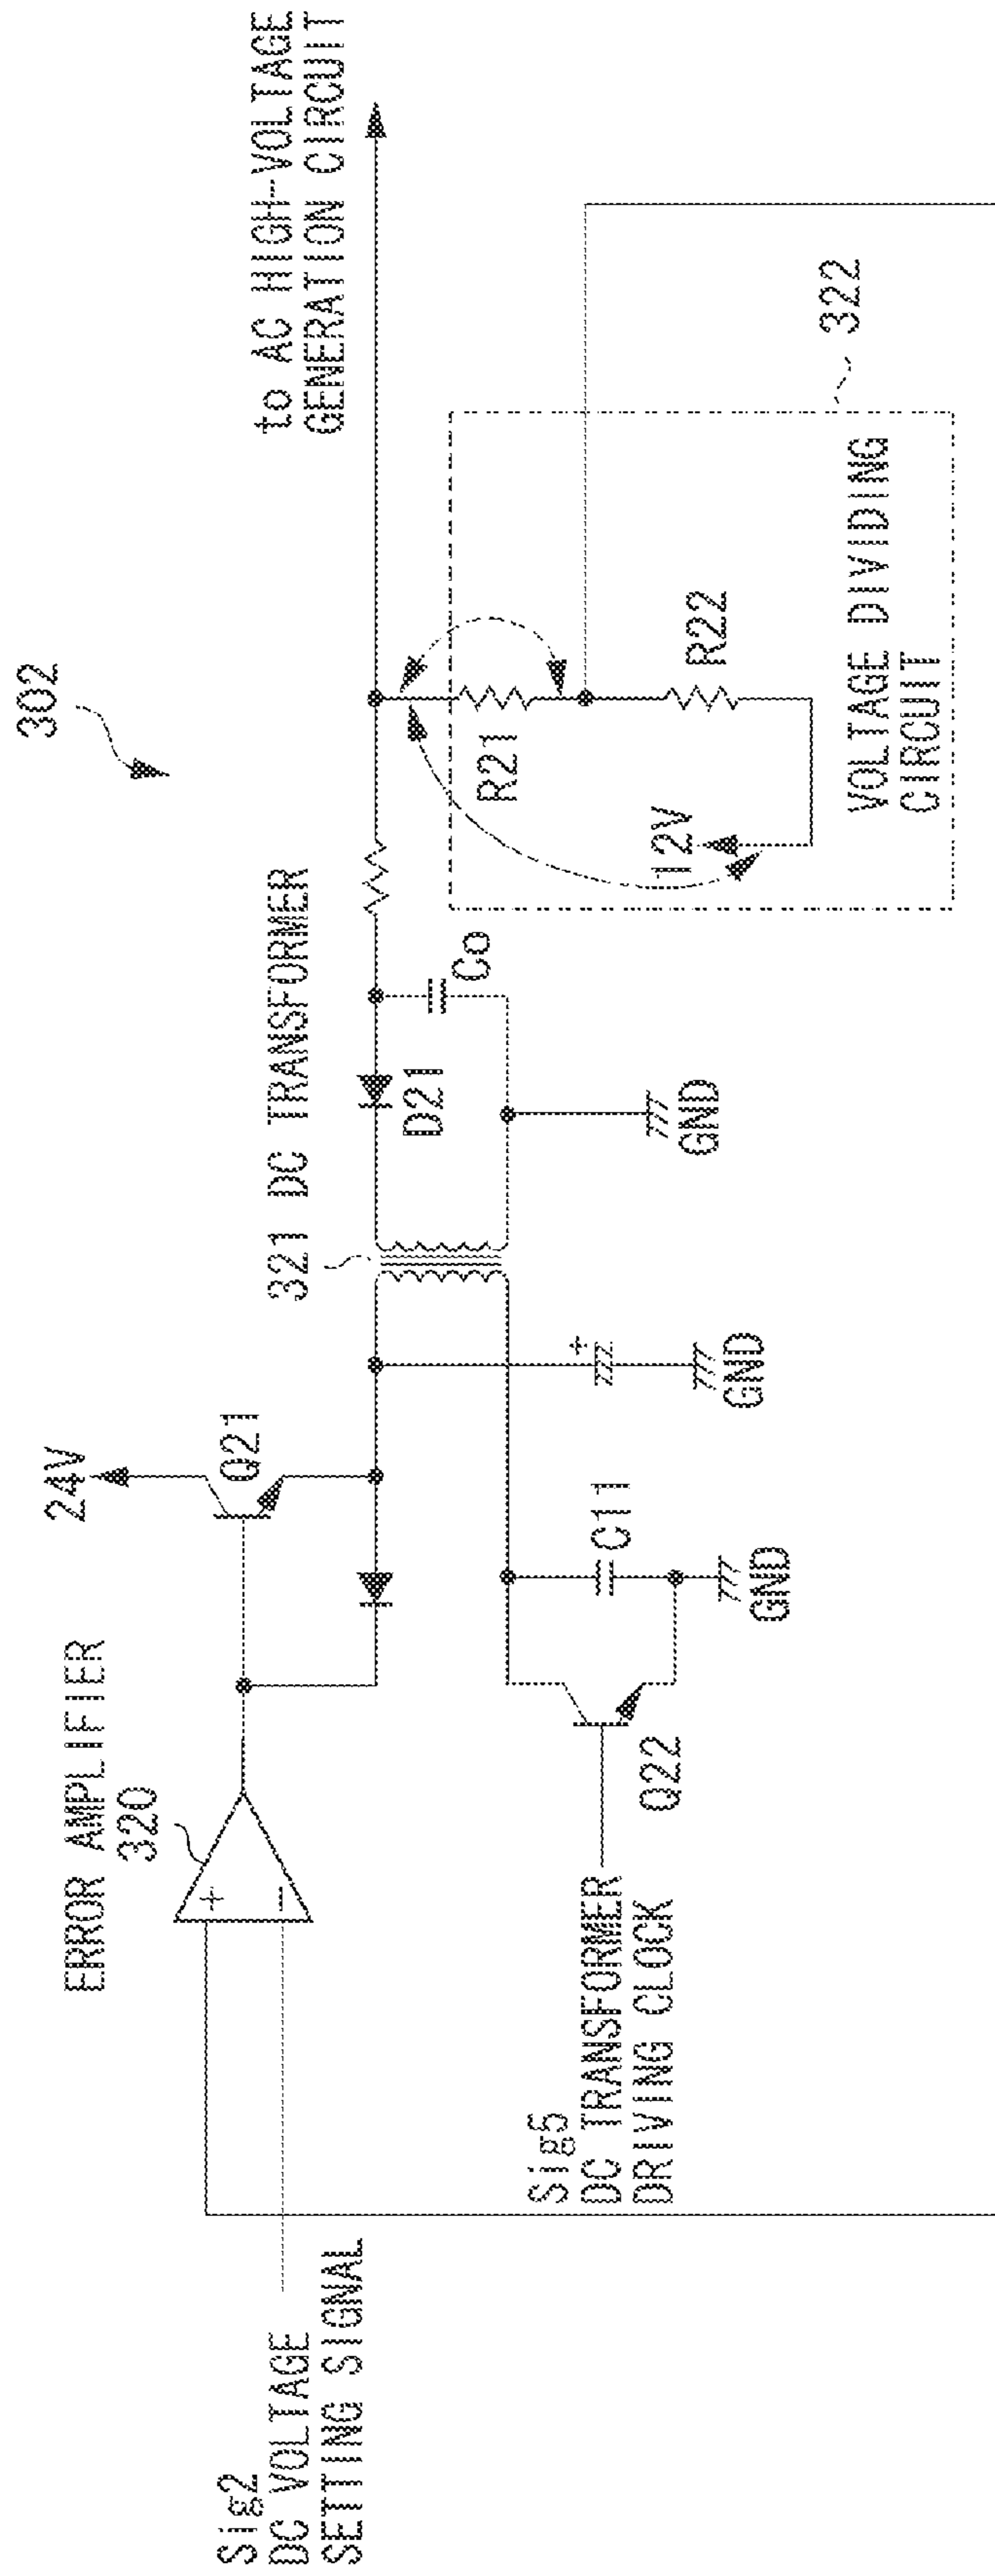 302
to AC HIGH-VOLTAGE
GENERATION CIRCUIT
24V
Q21
ERROR AMPLIFIER
320
+
−
321 DC TRANSFORMER
D21
Co
GND
+
GND
C11
GND
Q22
Sig5
DC TRANSFORMER
DRIVING CLOCK
Sig2
DC VOLTAGE
SETTING SIGNAL
R21
R22
12V
VOLTAGE DIVIDING
CIRCUIT
322